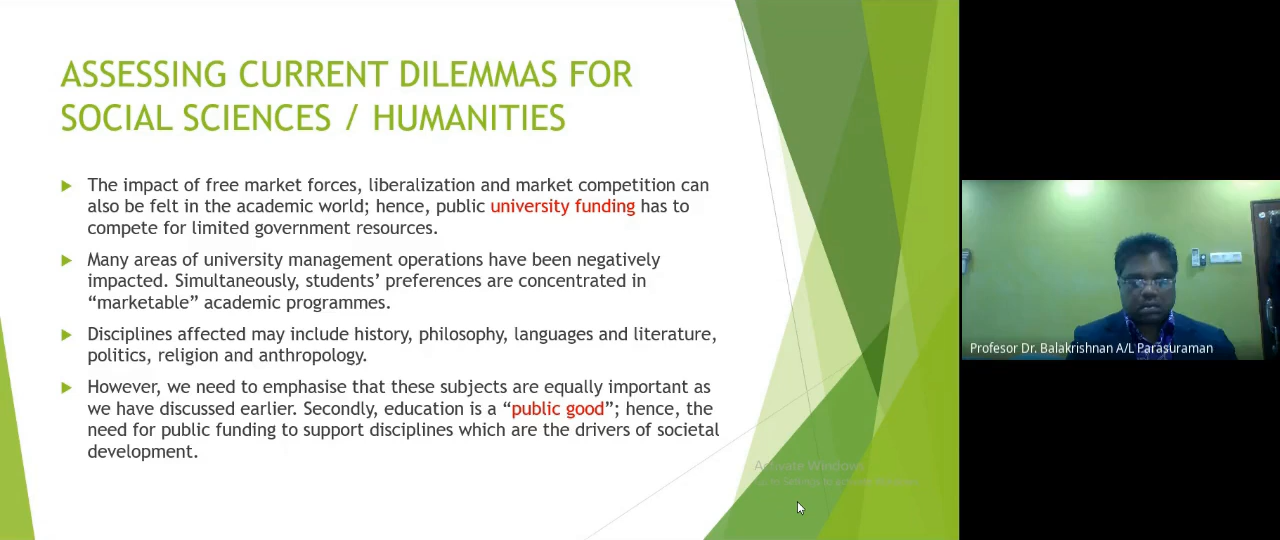 ASSESSING CURRENT DILEMMAS FOR
SOCIAL SCIENCES / HUMANITIES
The impact of free market forces, liberalization and market competition can
also be felt in the academic world; hence, public university funding has to
compete for limited government resources.
Many areas of university management operations have been negatively
impacted. Simultaneously, students’ preferences are concentrated in
“marketable” academic programmes.
Disciplines affected may include history, philosophy, languages and literature,
politics, religion and anthropology.
However, we need to emphasise that these subjects are equally important as
we have discussed earlier. Secondly, education is a “public good”; hence, the
need for public funding to support disciplines which are the drivers of societal
development.
Activate Windows
to Settings to activate Windows.
Profesor Dr. Balakrishnan A/L Parasuraman